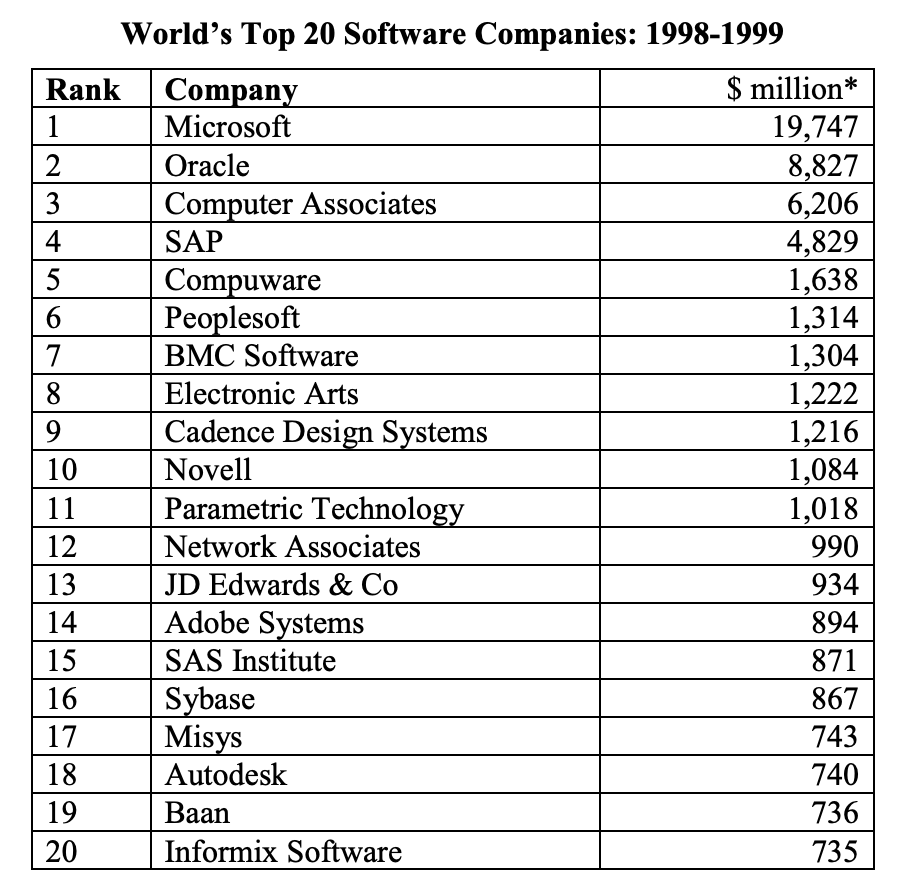 World’s Top 20 Software Companies: 1998-1999
Rank Company $ million*
1 Microsoft 19,747
2 Oracle 8,827
3 Computer Associates 6,206
4 SAP 4,829
5 Compuware 1,638
6 Peoplesoft 1,314
7 BMC Software 1,304
8 Electronic Arts 1,222
9 Cadence Design Systems 1,216
10 Novell 1,084
11 Parametric Technology 1,018
12 Network Associates 990
13 JD Edwards & Co 934
14 Adobe Systems 894
15 SAS Institute 871
16 Sybase 867
17 Misys 743
18 Autodesk 740
19 Baan 736
20 Informix Software 735